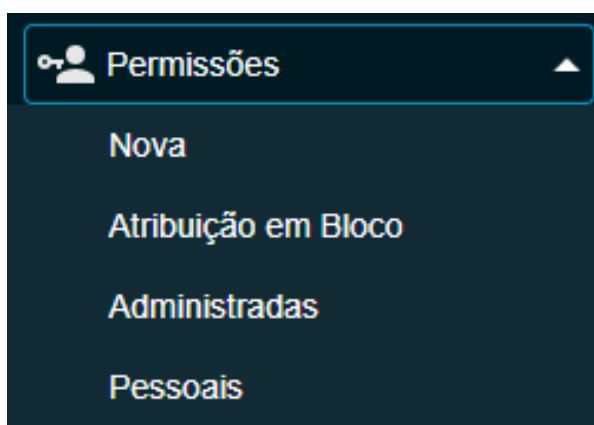 Permissões
Nova
Atribuição em Bloco
Administradas
Pessoais